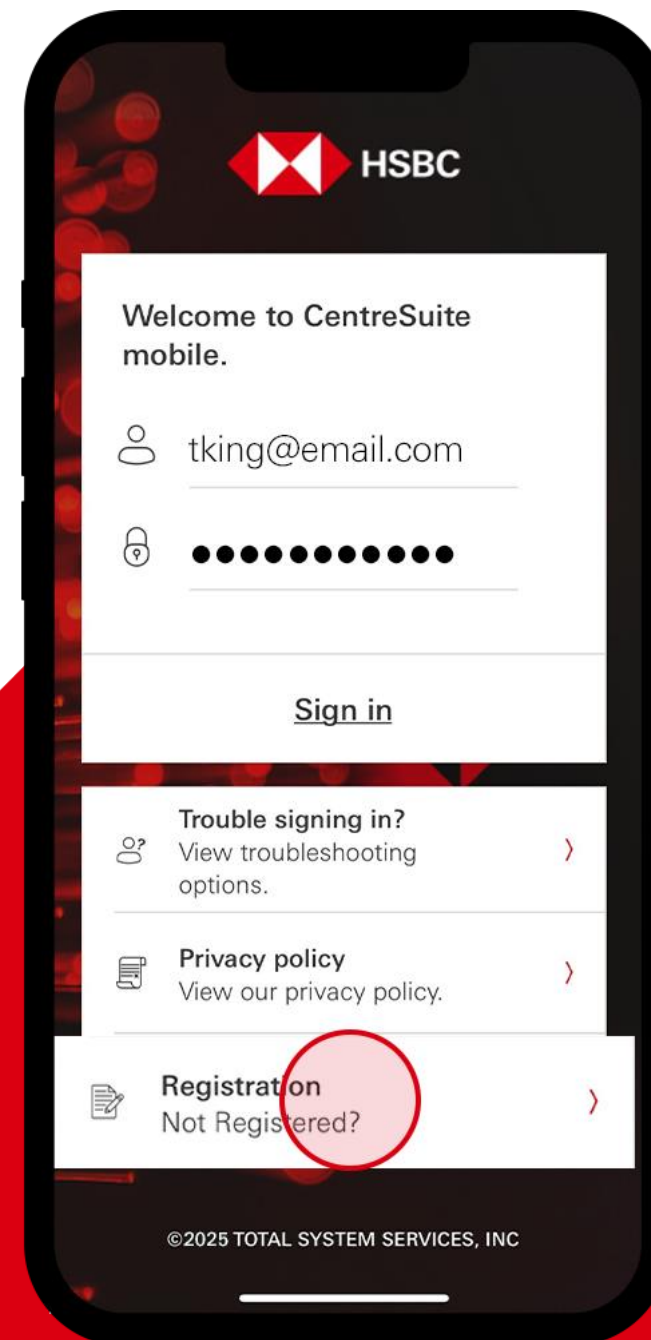 HSBC
Welcome to CentreSuite
mobile.
tking@email.com
●●●●●●●●●●●
Sign in
Trouble signing in?
View troubleshooting
options.
Privacy policy
View our privacy policy.
Registration
Not Registered?
©2025 TOTAL SYSTEM SERVICES, INC